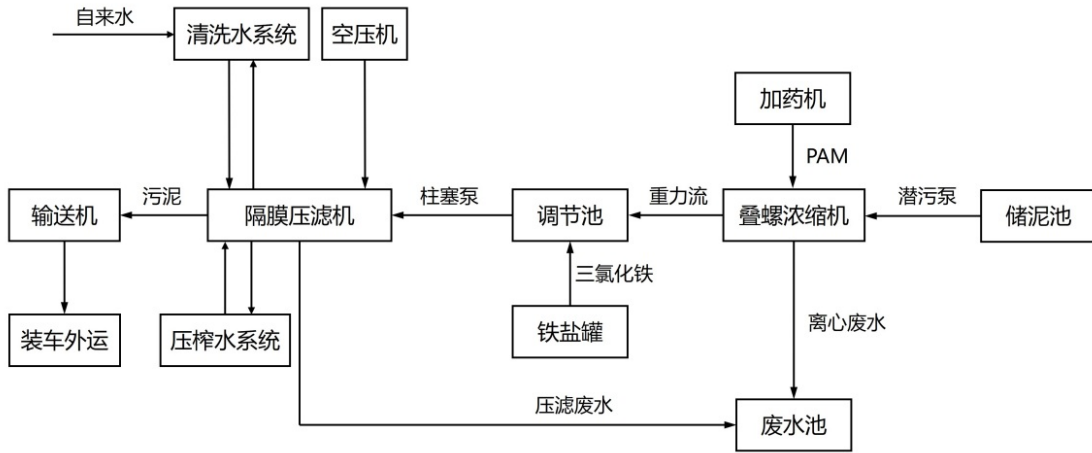 自来水
清洗水系统
空压机
加药机
PAM
输送机
污泥
隔膜压滤机
柱塞泵
调节池
重力流
叠螺浓缩机
潜污泵
储泥池
三氯化铁
装车外运
压榨水系统
铁盐罐
离心废水
压滤废水
废水池